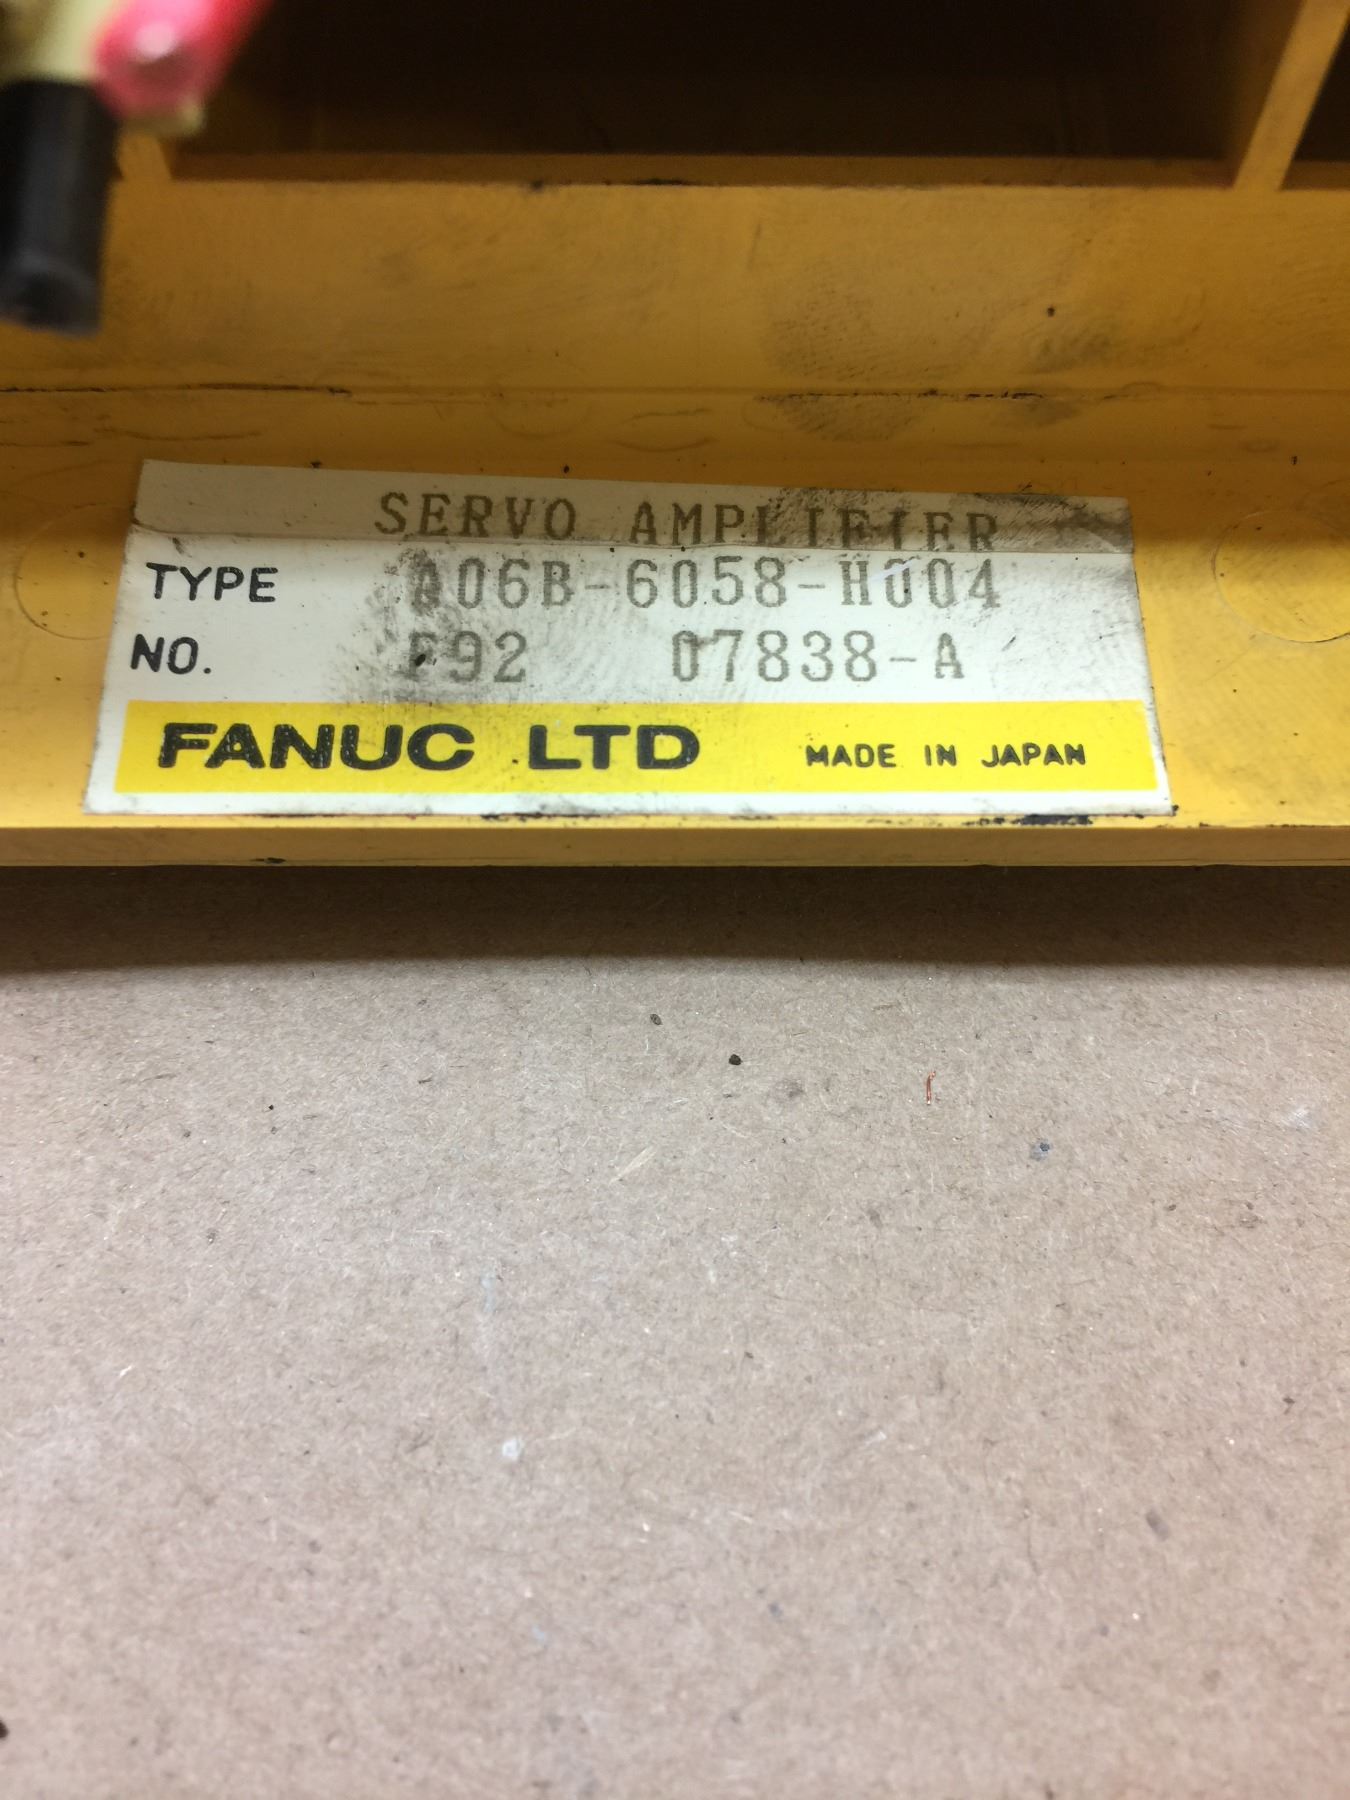 SERVO AMPLIFIER
TYPE A06B-6058-H004
NO. F92 07838-A
FANUC LTD MADE IN JAPAN